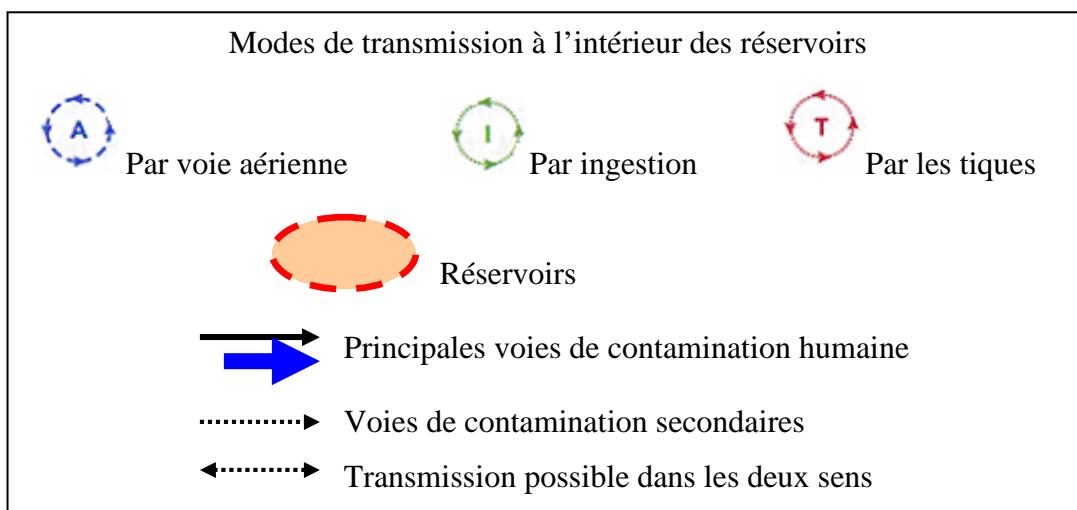 Modes de transmission à l’intérieur des réservoirs
A
Par voie aérienne
I
Par ingestion
T
Par les tiques
Réservoirs
Principales voies de contamination humaine
Voies de contamination secondaires
Transmission possible dans les deux sens